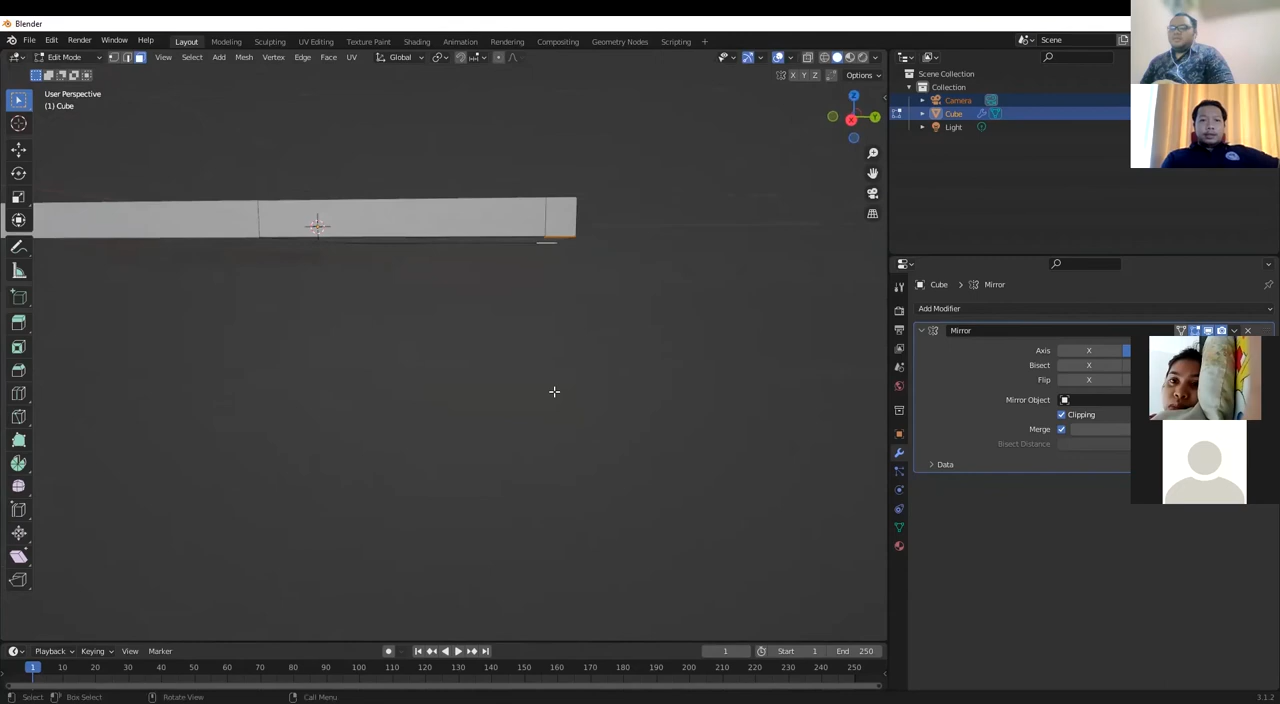 Blender
File Edit Render Window Help Layout Modeling Sculpting UV Editing Texture Paint Shading Animation Rendering Compositing Geometry Nodes Scripting + Scene
Edit Mode View Select Add Mesh Vertex Edge Face UV Global
X Y Z Options
User Perspective
(1) Cube
Z
Y
X
Scene Collection
Collection
Camera
Cube
Light
Cube > Mirror
Add Modifier
Mirror
Axis X
Bisect X
Flip X
Mirror Object
Clipping
Merge
Bisect Distance
Data
Playback Keying View Marker 1 Start 1 End 250
1 10 20 30 40 50 60 70 80 90 100 110 120 130 140 150 160 170 180 190 200 210 220 230 240 250
Select Box Select Rotate View Call Menu 3.1.2